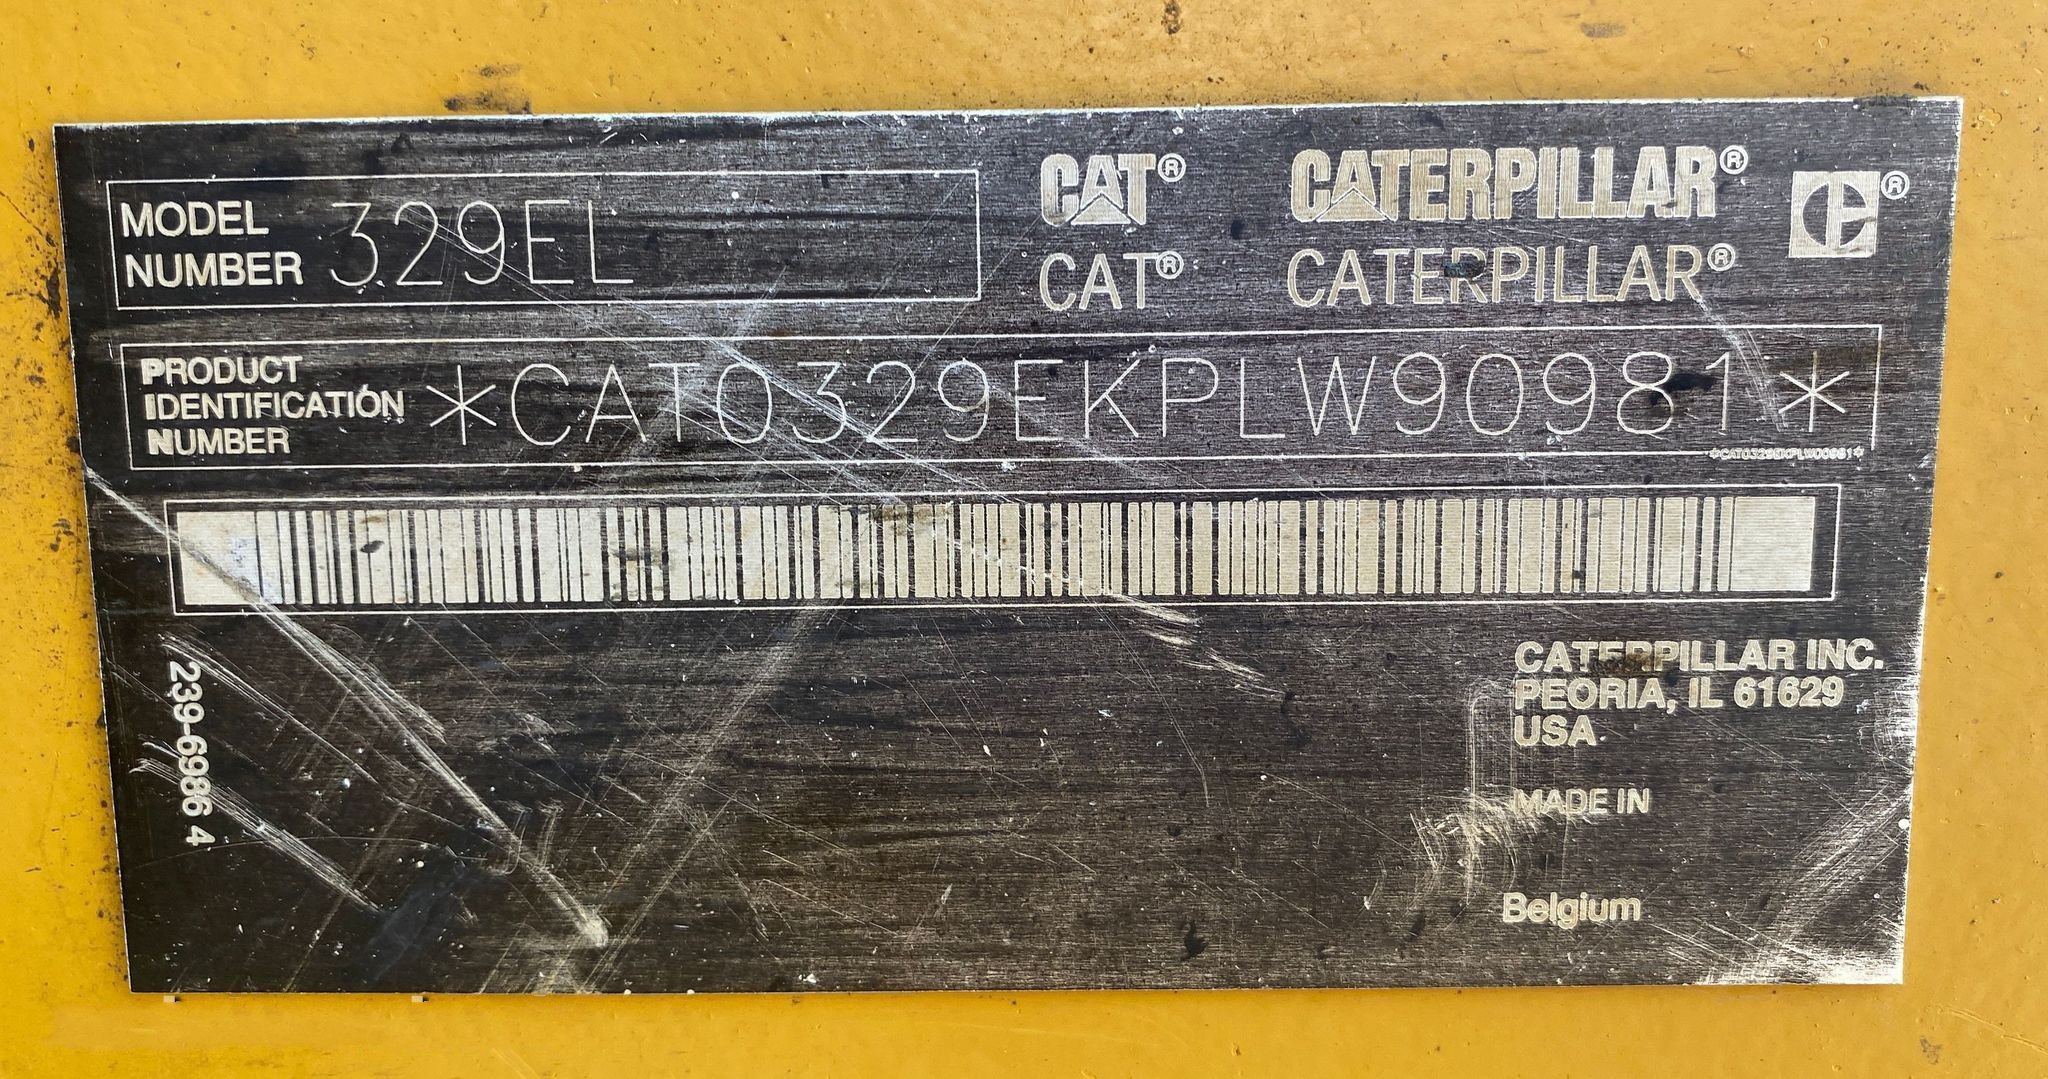 MODEL NUMBER 329EL
CAT® CATERPILLAR®
CAT® CATERPILLAR®
PRODUCT IDENTIFICATION NUMBER *CAT0329EKPLW90981*
*CAT0329EKPLW00981*
239-6986 4
CATERPILLAR INC.
PEORIA, IL 61629
USA
MADE IN
Belgium